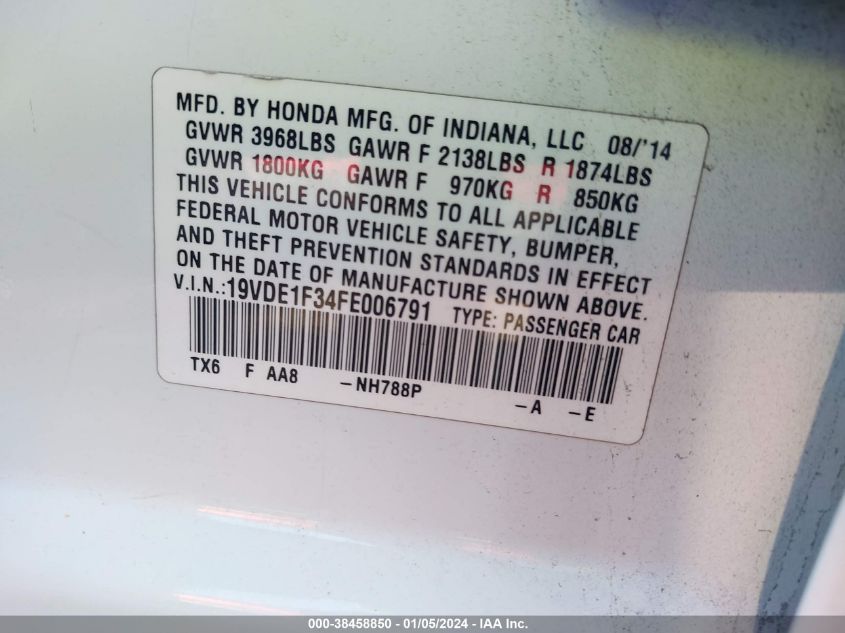 MFD. BY HONDA MFG. OF INDIANA, LLC 08/'14
GVWR 3968LBS GAWR F 2138LBS R 1874LBS
GVWR 1800KG GAWR F 970KG R 850KG
THIS VEHICLE CONFORMS TO ALL APPLICABLE
FEDERAL MOTOR VEHICLE SAFETY, BUMPER,
AND THEFT PREVENTION STANDARDS IN EFFECT
ON THE DATE OF MANUFACTURE SHOWN ABOVE.
V.I.N.:19VDE1F34FE006791 TYPE: PASSENGER CAR
TX6 F AA8 -NH788P -A -E
000-38458850 - 01/05/2024 - IAA Inc.